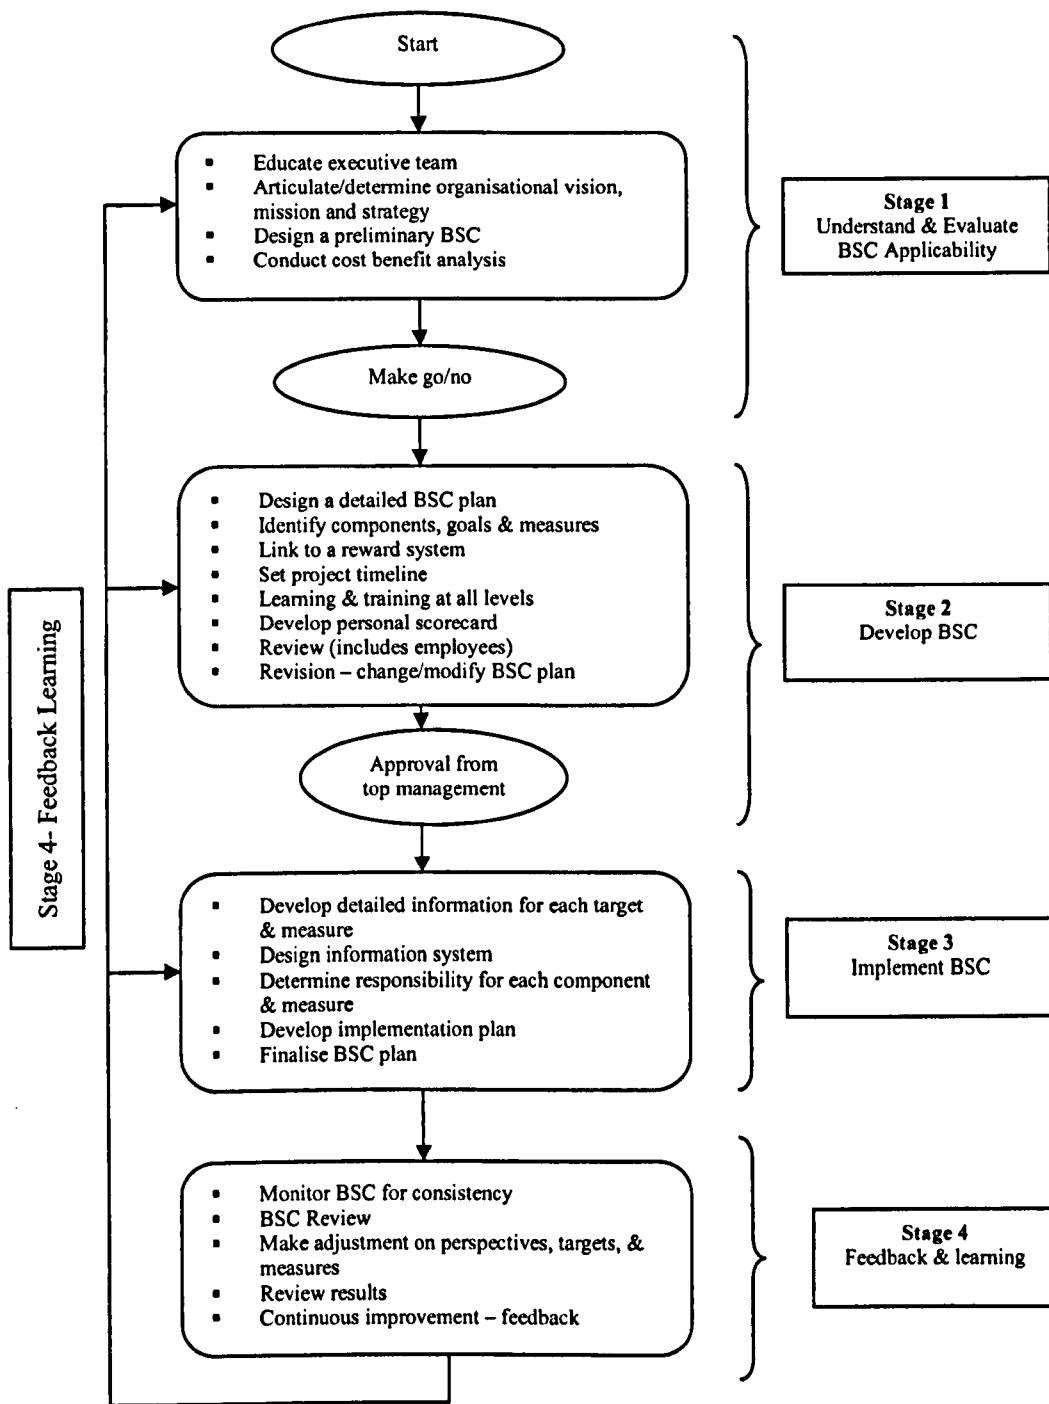 Start
▪ Educate executive team
▪ Articulate/determine organisational vision,
mission and strategy
▪ Design a preliminary BSC
▪ Conduct cost benefit analysis
Stage 1
Understand & Evaluate
BSC Applicability
Make go/no
▪ Design a detailed BSC plan
▪ Identify components, goals & measures
▪ Link to a reward system
▪ Set project timeline
▪ Learning & training at all levels
▪ Develop personal scorecard
▪ Review (includes employees)
▪ Revision – change/modify BSC plan
Stage 2
Develop BSC
Stage 4- Feedback Learning
Approval from
top management
▪ Develop detailed information for each target
& measure
▪ Design information system
▪ Determine responsibility for each component
& measure
▪ Develop implementation plan
▪ Finalise BSC plan
Stage 3
Implement BSC
▪ Monitor BSC for consistency
▪ BSC Review
▪ Make adjustment on perspectives, targets, &
measures
▪ Review results
▪ Continuous improvement – feedback
Stage 4
Feedback & learning